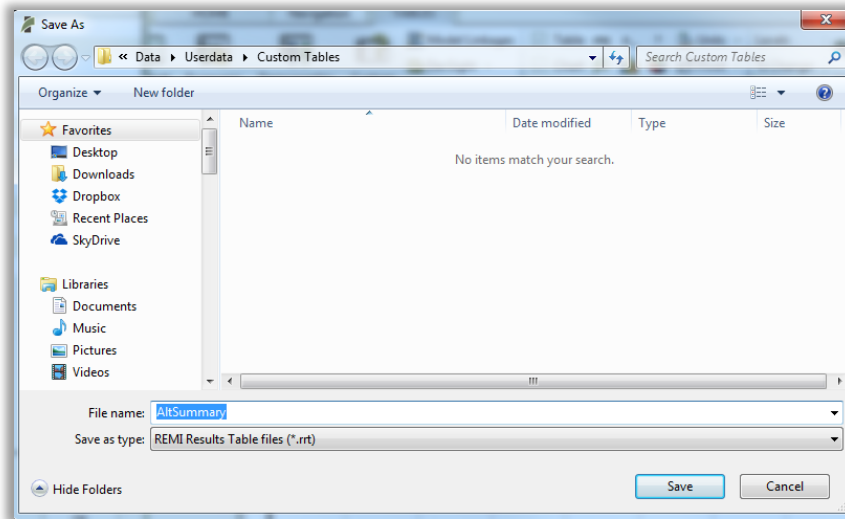 Save As
« Data ▸ Userdata ▸ Custom Tables
Search Custom Tables
Organize
New folder
Favorites
Desktop
Downloads
Dropbox
Recent Places
SkyDrive
Libraries
Documents
Music
Pictures
Videos
Name Date modified Type Size
No items match your search.
File name: AltSummary
Save as type: REMI Results Table files (*.rrt)
Hide Folders
Save
Cancel